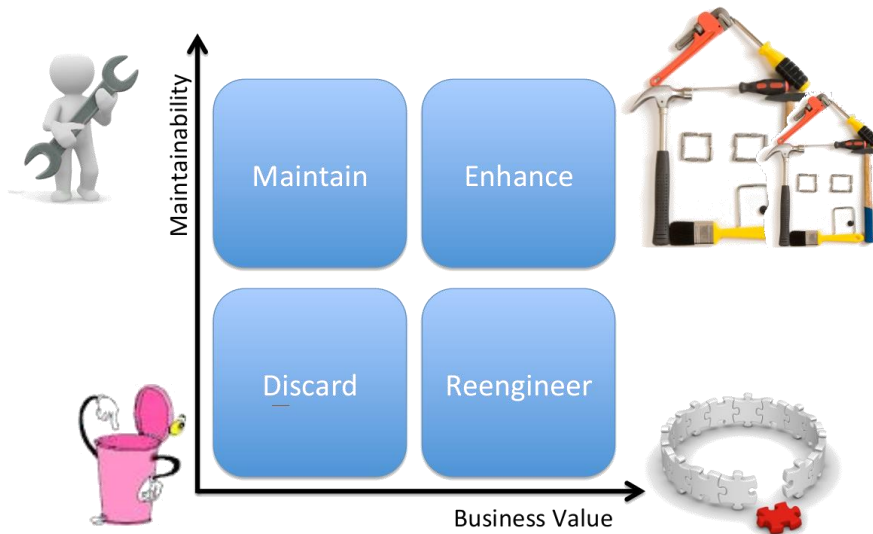 Maintainability
Maintain
Enhance
Discard
Reengineer
Business Value